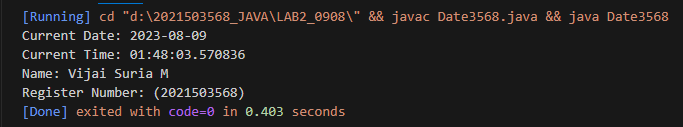 [Running] cd "d:\2021503568_JAVA\LAB2_0908\" && javac Date3568.java && java Date3568
Current Date: 2023-08-09
Current Time: 01:48:03.570836
Name: Vijai Suria M
Register Number: (2021503568)
[Done] exited with code=0 in 0.403 seconds